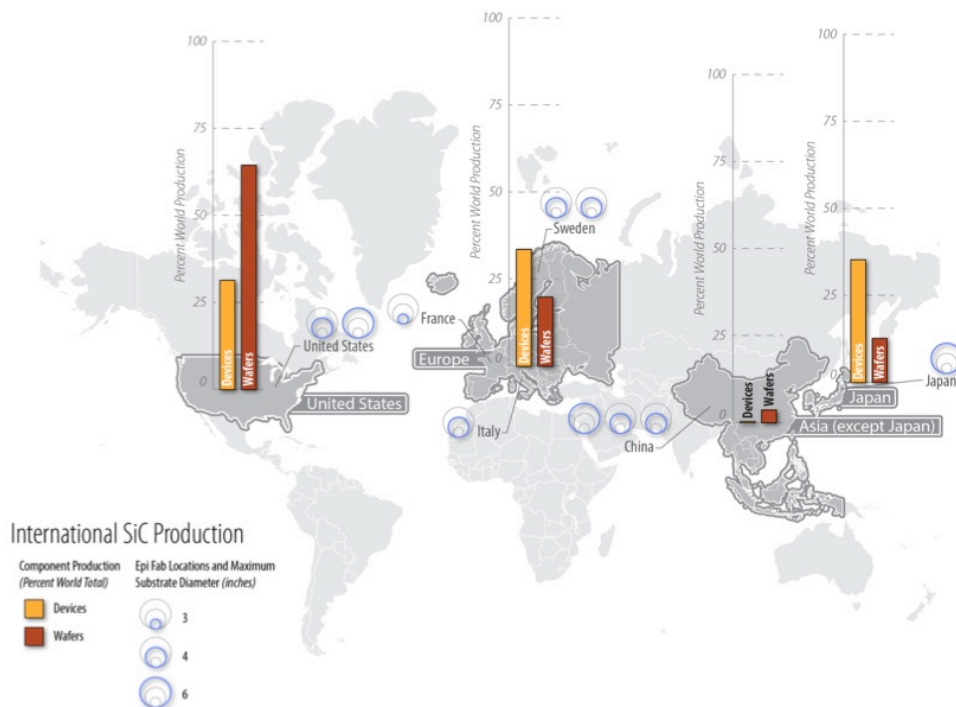 100
75
50
25
0
Percent World Production
Devices
Wafers
United States
United States
100
75
50
25
0
Percent World Production
Devices
Wafers
Sweden
France
Europe
Italy
100
75
50
25
0
Percent World Production
Devices
Wafers
China
Asia (except Japan)
100
75
50
25
0
Percent World Production
Devices
Wafers
Japan
Japan
International SiC Production
Component Production
(Percent World Total)
Devices
Wafers
Epi Fab Locations and Maximum
Substrate Diameter (inches)
3
4
6